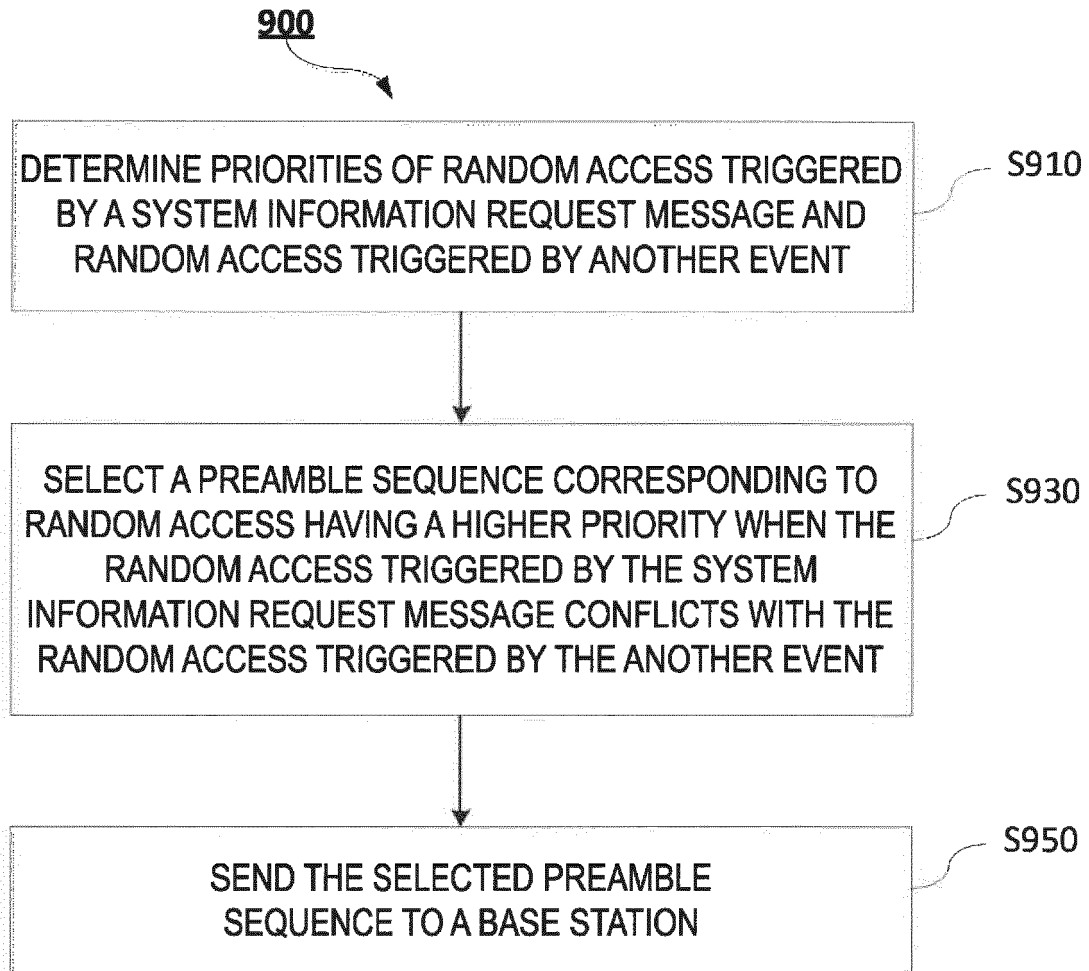 900
DETERMINE PRIORITIES OF RANDOM ACCESS TRIGGERED
BY A SYSTEM INFORMATION REQUEST MESSAGE AND
RANDOM ACCESS TRIGGERED BY ANOTHER EVENT
S910
SELECT A PREAMBLE SEQUENCE CORRESPONDING TO
RANDOM ACCESS HAVING A HIGHER PRIORITY WHEN THE
RANDOM ACCESS TRIGGERED BY THE SYSTEM
INFORMATION REQUEST MESSAGE CONFLICTS WITH THE
RANDOM ACCESS TRIGGERED BY THE ANOTHER EVENT
S930
SEND THE SELECTED PREAMBLE
SEQUENCE TO A BASE STATION
S950